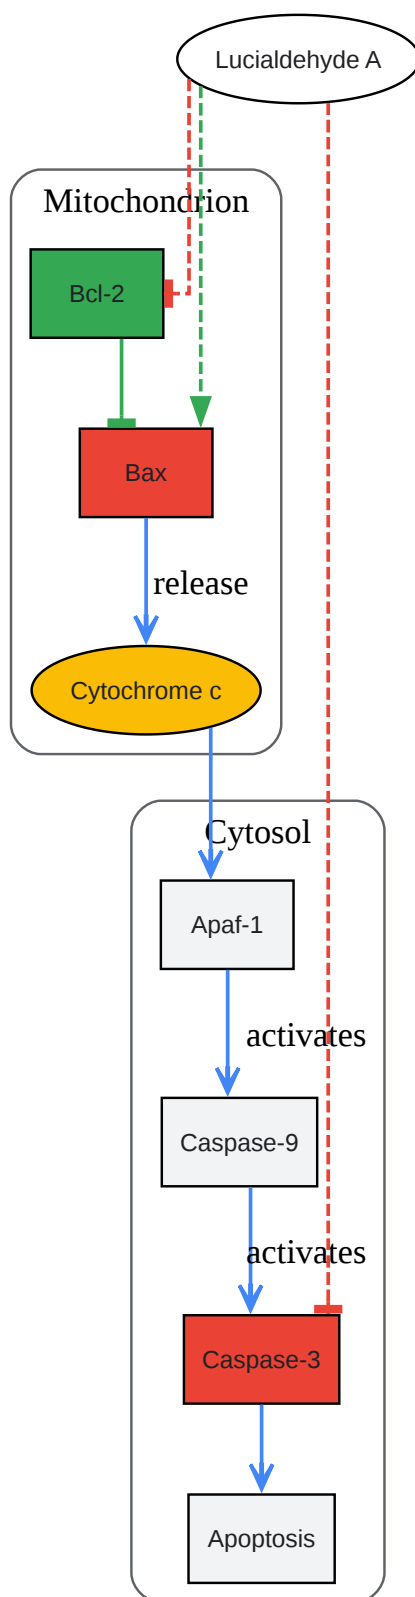 Lucialdehyde A
Mitochondrion
Bcl-2
Bax
release
Cytochrome c
Cytosol
Apaf-1
activates
Caspase-9
activates
Caspase-3
Apoptosis